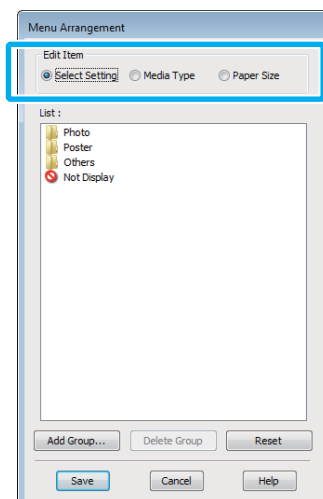 Menu Arrangement
Edit Item
Select Setting Media Type Paper Size
List :
Photo
Poster
Others
Not Display
Add Group... Delete Group Reset
Save Cancel Help